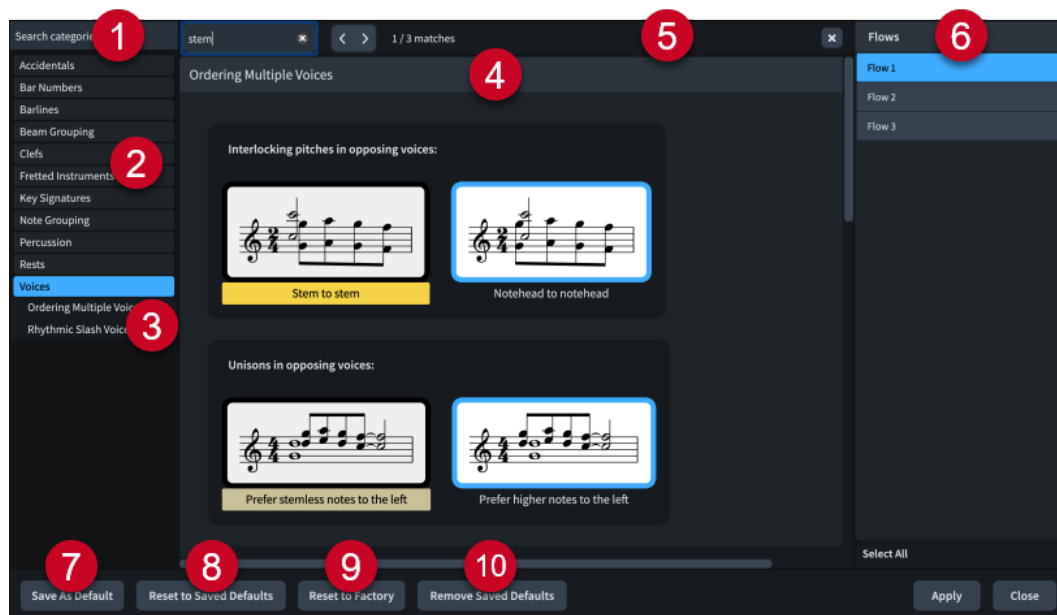 Search categorie
1
stem
1 / 3 matches
5
Flows
6
Accidentals
Bar Numbers
Barlines
Beam Grouping
Clefs
2
Fretted Instruments
Key Signatures
Note Grouping
Percussion
Rests
Voices
Ordering Multiple Voic
Rhythmic Slash Voic
3
Ordering Multiple Voices
4
Interlocking pitches in opposing voices:
Stem to stem
Notehead to notehead
Unisons in opposing voices:
Prefer stemless notes to the left
Prefer higher notes to the left
Flow 1
Flow 2
Flow 3
Select All
7
8
9
10
Save As Default
Reset to Saved Defaults
Reset to Factory
Remove Saved Defaults
Apply
Close